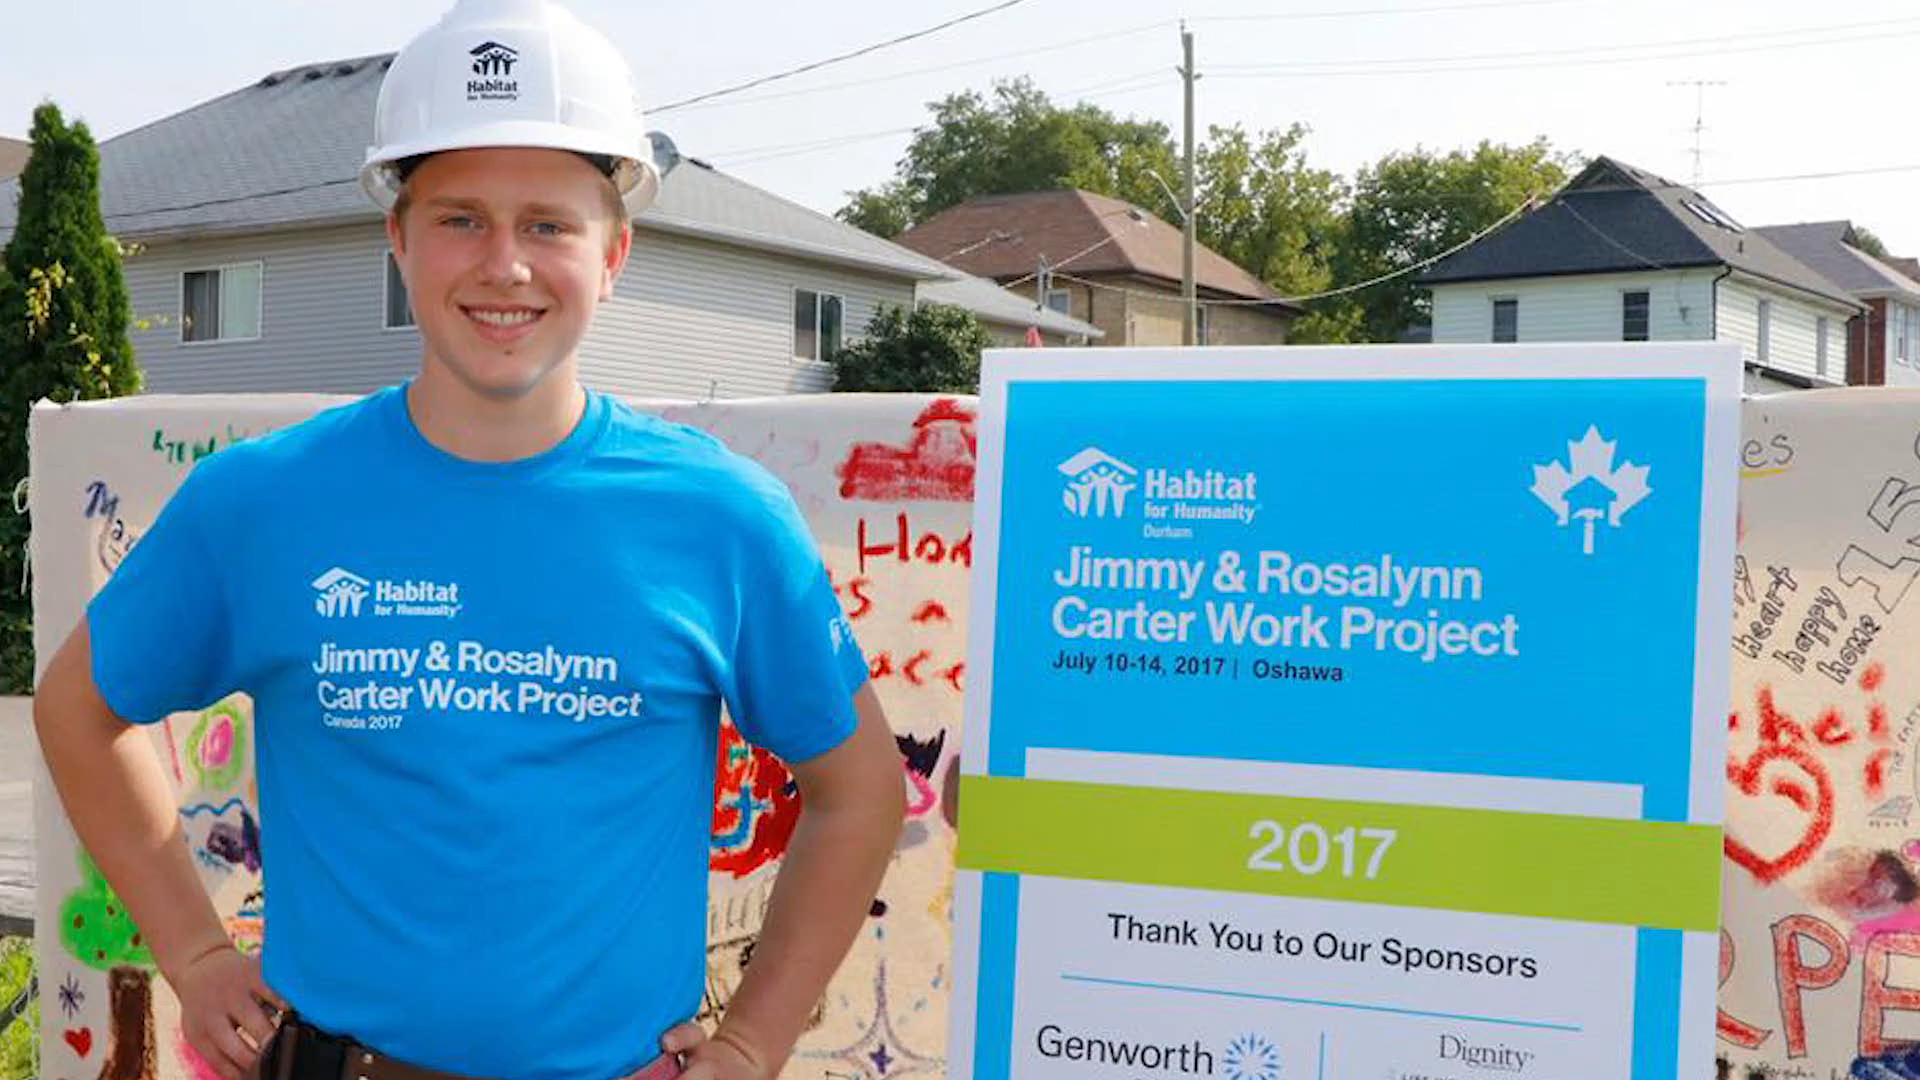 Habitat
for Humanity
Habitat
for Humanity
Jimmy & Rosalynn
Carter Work Project
Canada 2017
Habitat
for Humanity
Durham
Jimmy & Rosalynn
Carter Work Project
July 10-14, 2017 | Oshawa
2017
Thank You to Our Sponsors
Genworth
Dignity
heart
happy
home